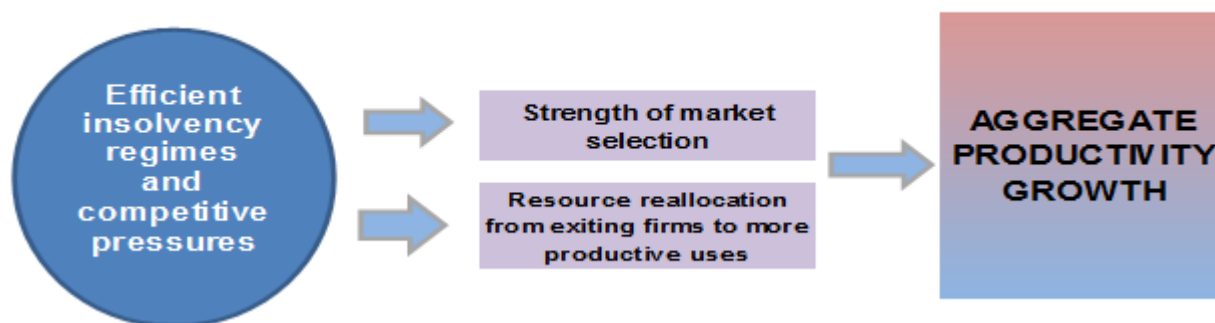 Efficient
insolvency
regimes
and
competitive
pressures
Strength of market
selection
Resource reallocation
from exiting firms to more
productive uses
AGGREGATE
PRODUCTIVITY
GROWTH